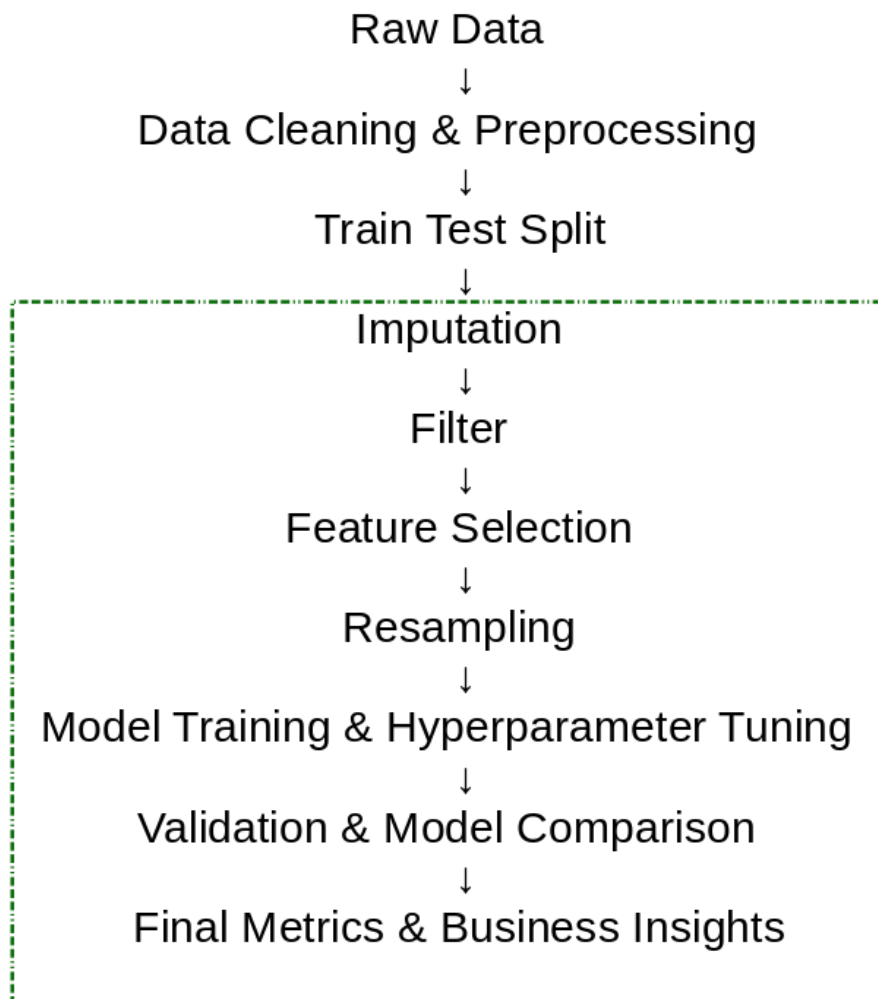 Raw Data
↓
Data Cleaning & Preprocessing
↓
Train Test Split
↓
Imputation
↓
Filter
↓
Feature Selection
↓
Resampling
↓
Model Training & Hyperparameter Tuning
↓
Validation & Model Comparison
↓
Final Metrics & Business Insights